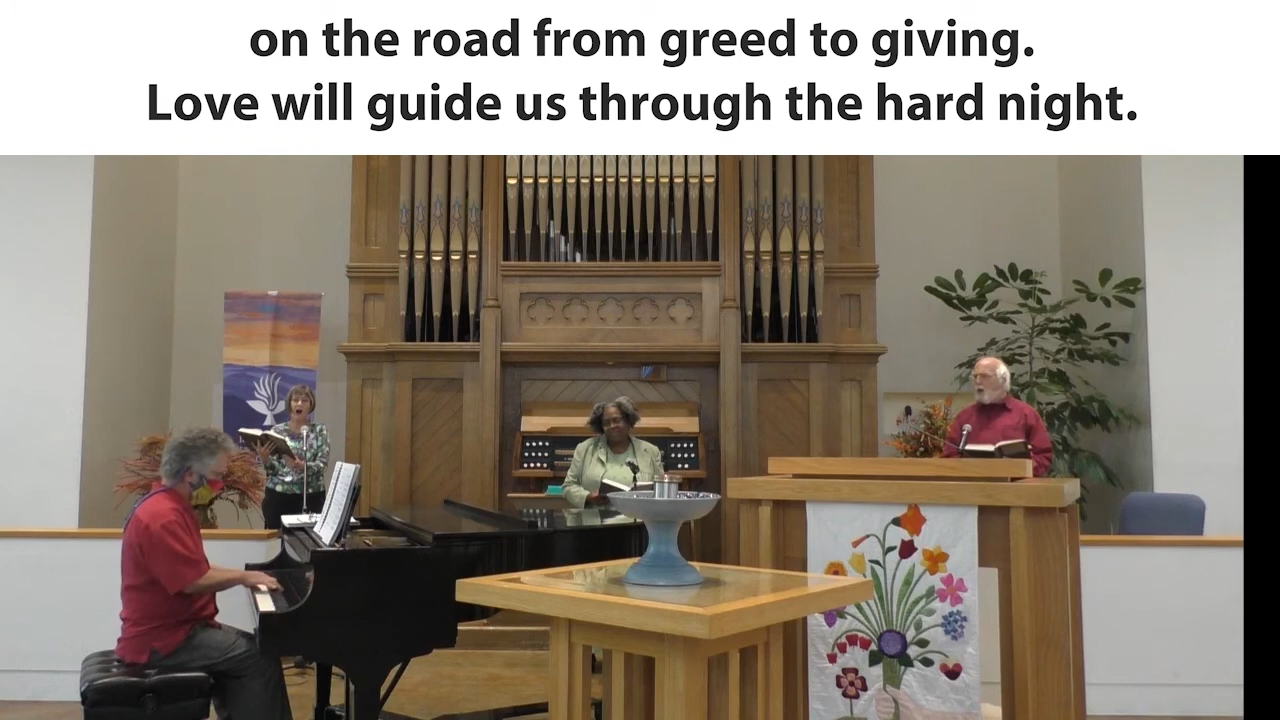 on the road from greed to giving.
Love will guide us through the hard night.